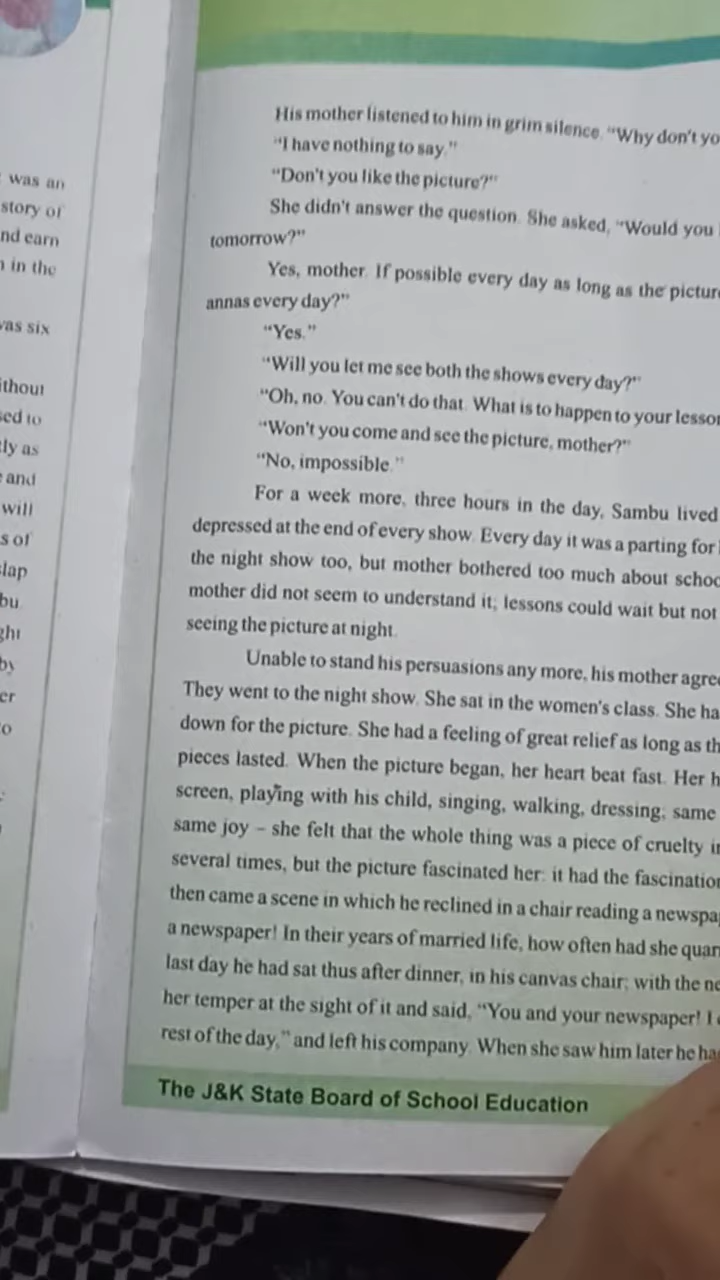 was an
story of
nd earn
in the
vas six
ithout
sed to
tly as
and
will
s of
slap
bu
ght
by
er
o
His mother listened to him in grim silence. "Why don't yo
"I have nothing to say."
"Don't you like the picture?"
She didn't answer the question. She asked, "Would you
tomorrow?"
Yes, mother. If possible every day as long as the pictur
annas every day?"
"Yes."
"Will you let me see both the shows every day?"
"Oh, no. You can't do that. What is to happen to your lesson
"Won't you come and see the picture, mother?"
"No, impossible."
For a week more, three hours in the day, Sambu lived
depressed at the end of every show. Every day it was a parting for
the night show too, but mother bothered too much about schoo
mother did not seem to understand it; lessons could wait but not
seeing the picture at night.
Unable to stand his persuasions any more, his mother agree
They went to the night show. She sat in the women's class. She ha
down for the picture. She had a feeling of great relief as long as th
pieces lasted. When the picture began, her heart beat fast. Her h
screen, playing with his child, singing, walking, dressing; same
same joy – she felt that the whole thing was a piece of cruelty in
several times, but the picture fascinated her: it had the fascination
then came a scene in which he reclined in a chair reading a newspa
a newspaper! In their years of married life, how often had she quar
last day he had sat thus after dinner, in his canvas chair; with the ne
her temper at the sight of it and said, "You and your newspaper! I
rest of the day," and left his company. When she saw him later he ha
The J&K State Board of School Education